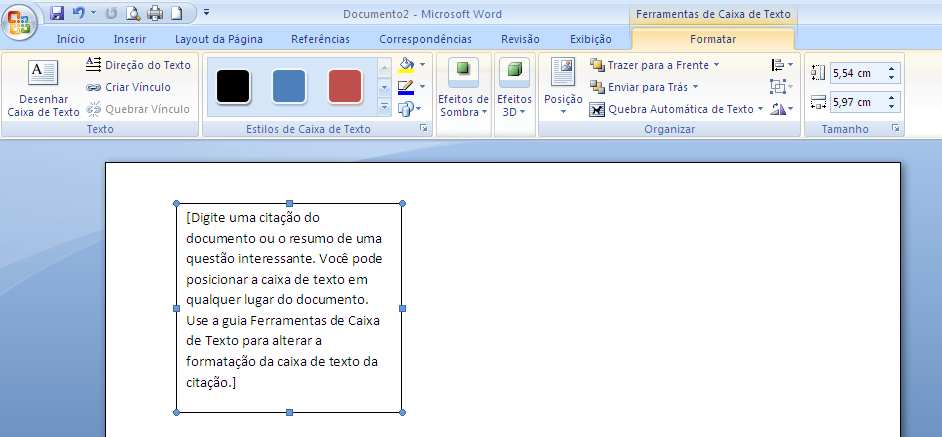 Documento2 - Microsoft Word
Ferramentas de Caixa de Texto
Início Inserir Layout da Página Referências Correspondências Revisão Exibição Formatar
A
Desenhar Caixa de Texto
Direção do Texto
Criar Vínculo
Quebrar Vínculo
Texto
Estilos de Caixa de Texto
Efeitos de Sombra
Efeitos 3D
Posição
Trazer para a Frente
Enviar para Trás
Quebra Automática de Texto
Organizar
5,54 cm
5,97 cm
Tamanho
[Digite uma citação do
documento ou o resumo de uma
questão interessante. Você pode
posicionar a caixa de texto em
qualquer lugar do documento.
Use a guia Ferramentas de Caixa
de Texto para alterar a
formatação da caixa de texto da
citação.]